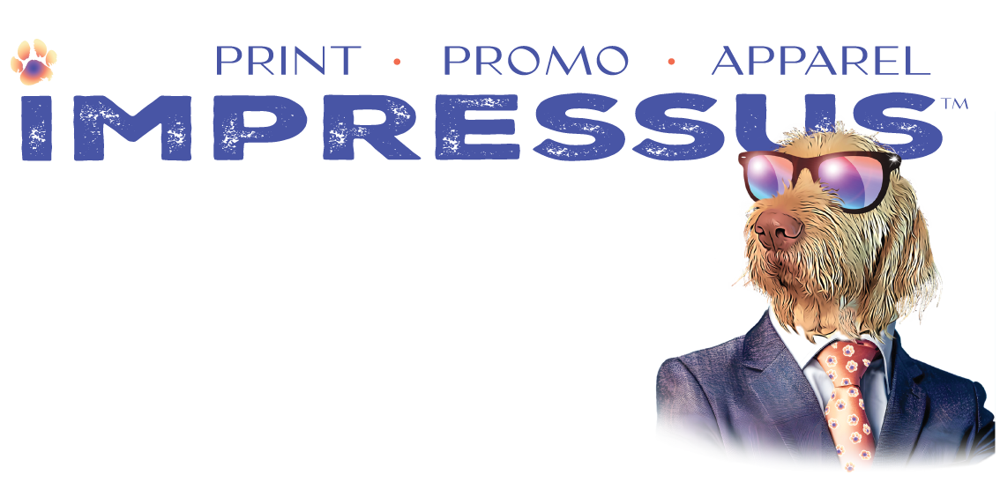 PRINT • PROMO • APPAREL
iMPRESSUS™